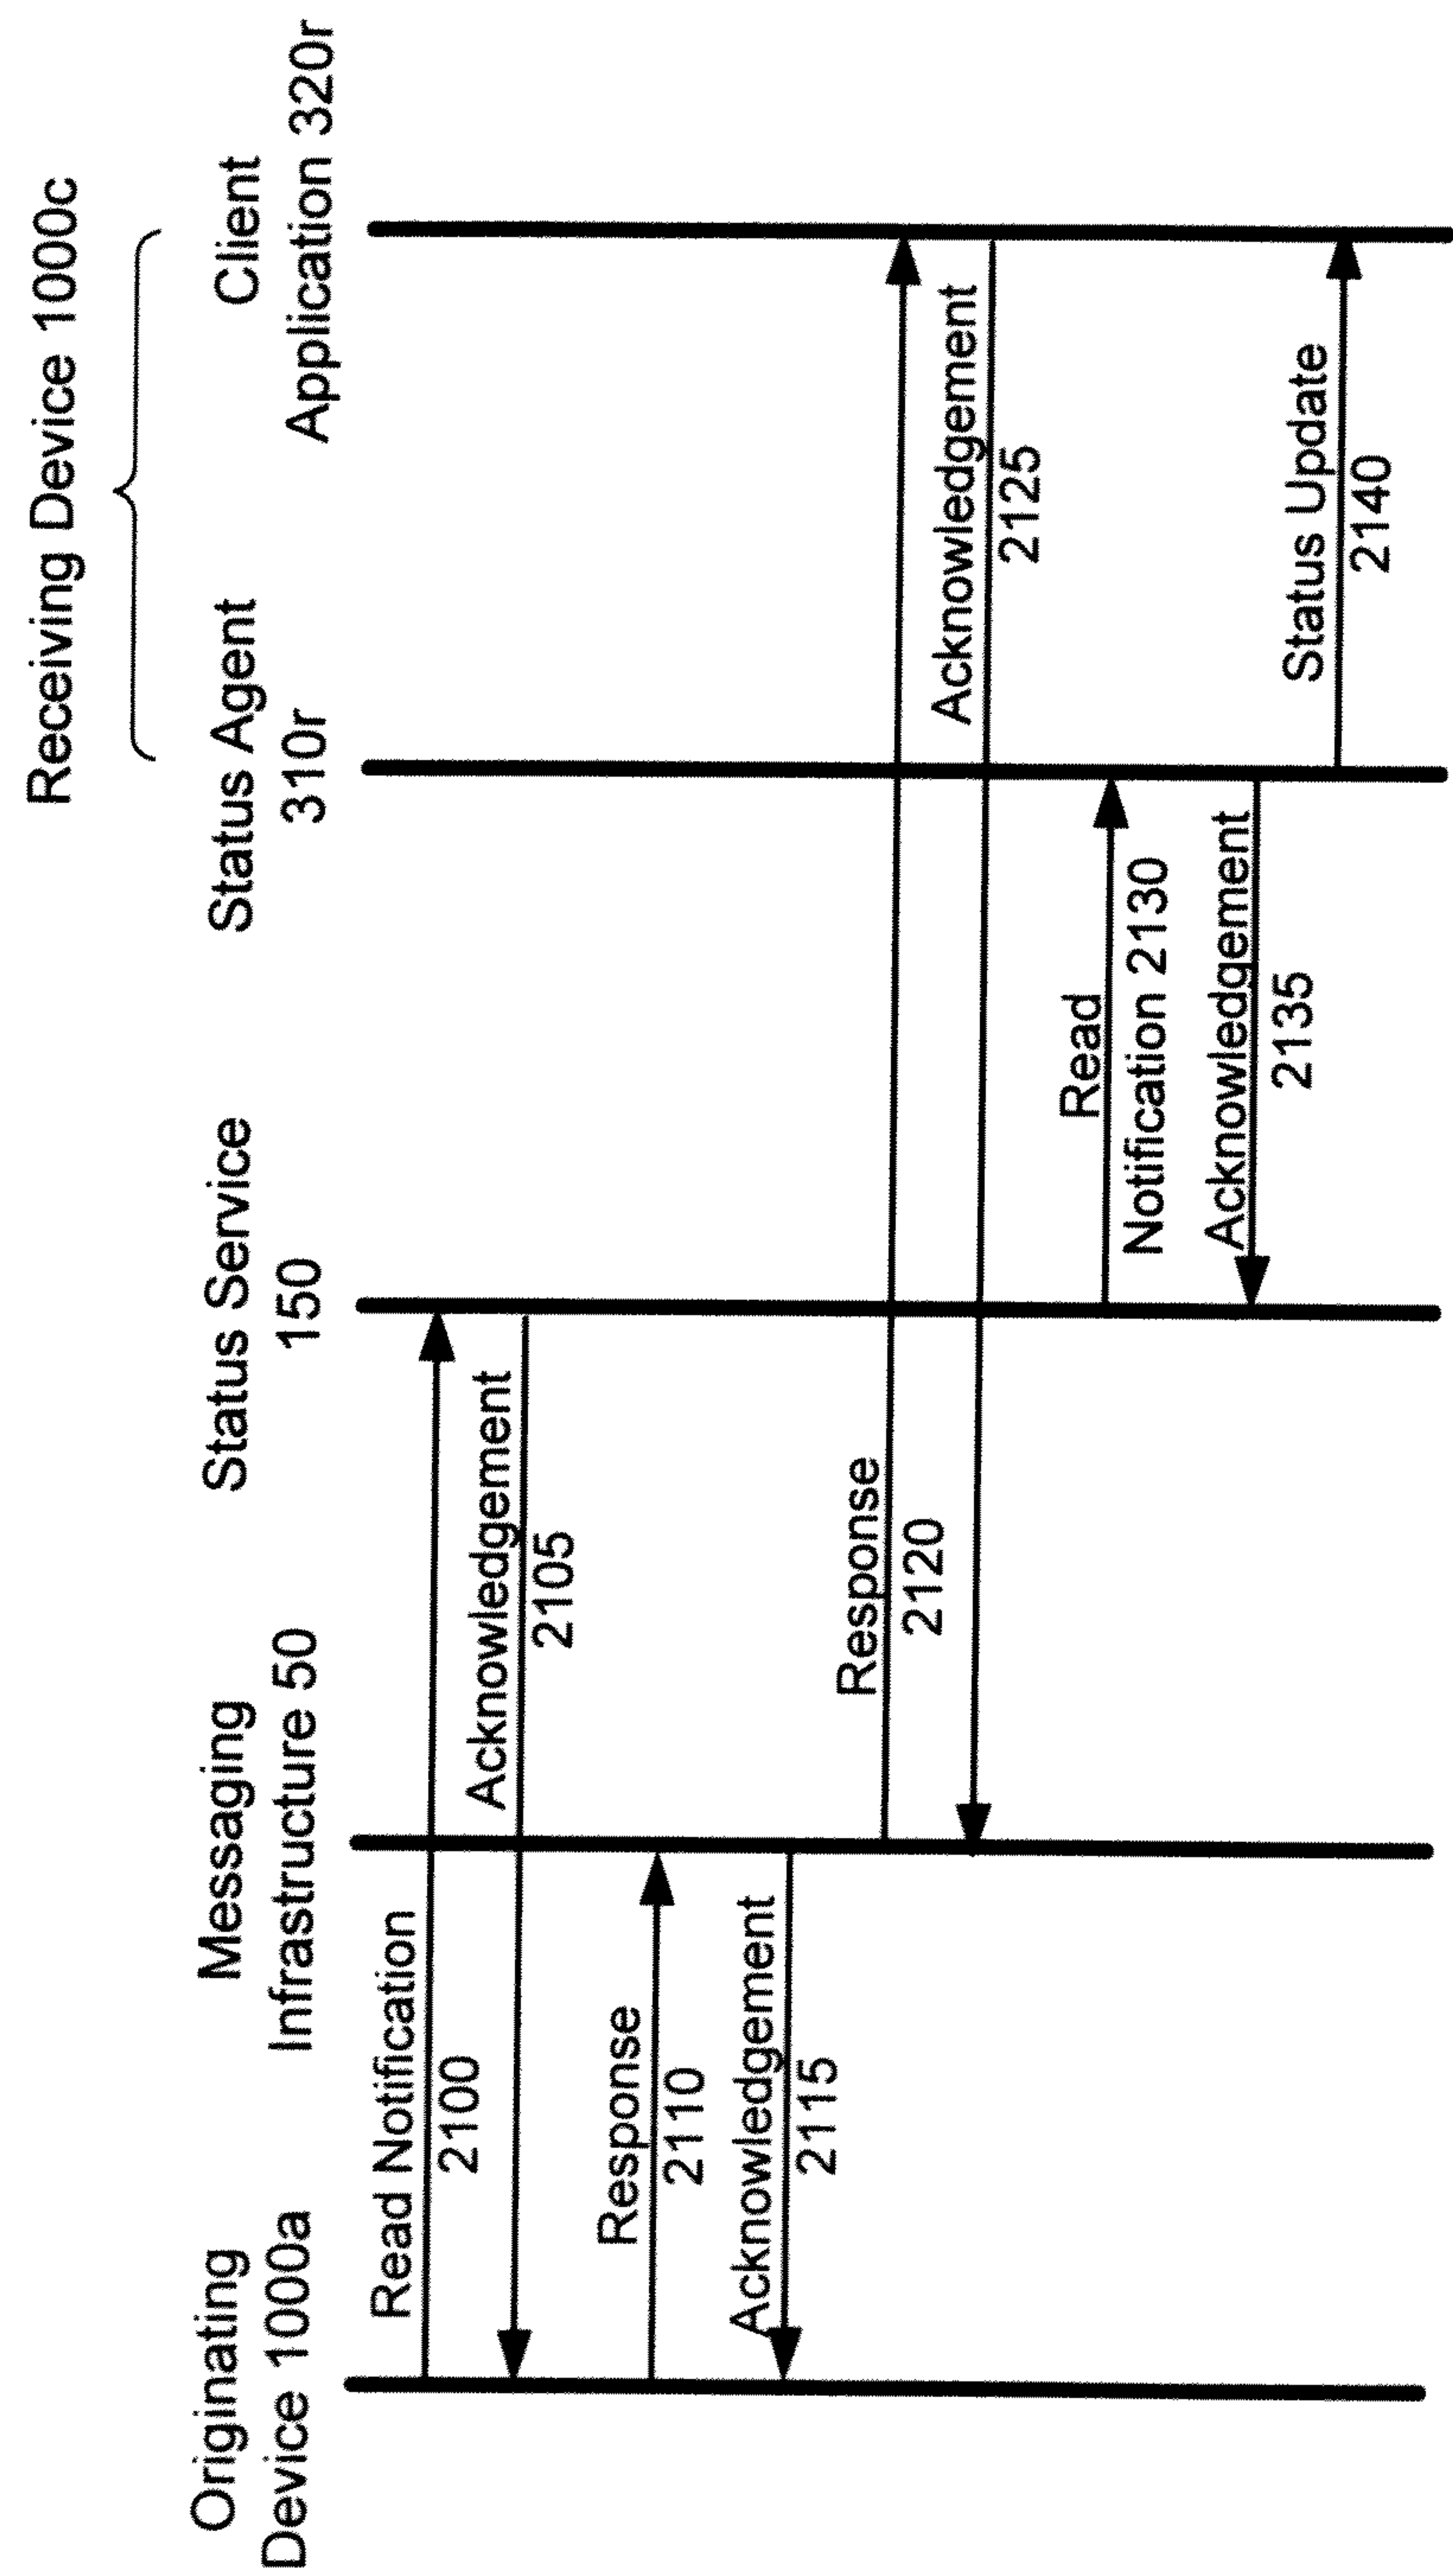 Receiving Device 1000c
Originating
Device 1000a
Messaging
Infrastructure 50
Status Service
150
Status Agent
310r
Client
Application 320r
Read Notification
2100
Acknowledgement
2105
Response
2110
Acknowledgement
2115
Response
2120
Acknowledgement
2125
Read
Notification 2130
Acknowledgement
2135
Status Update
2140